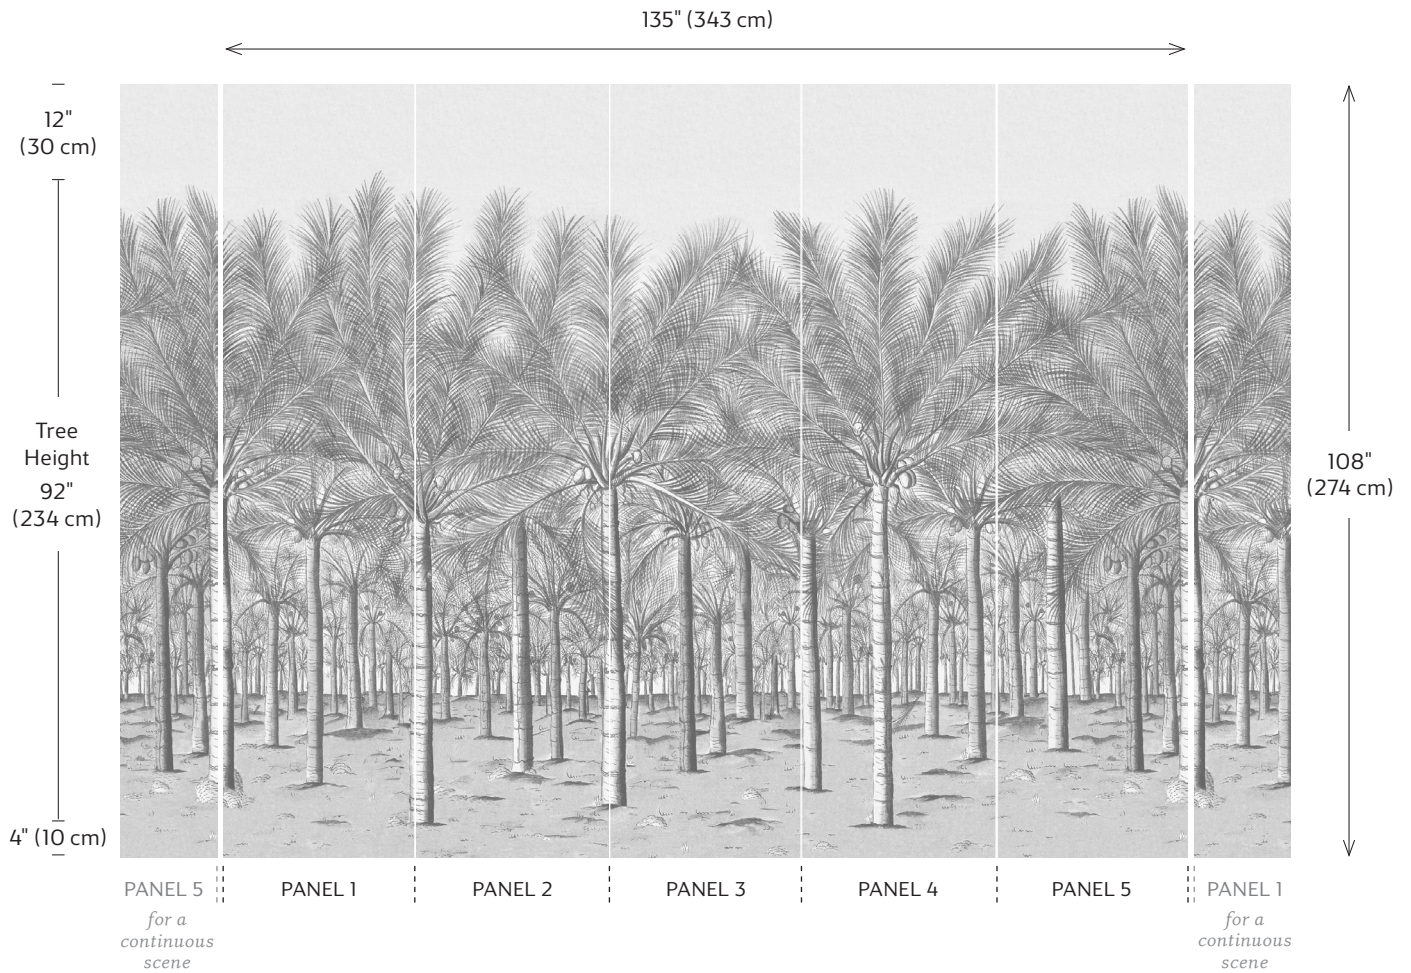 135" (343 cm)
12"
(30 cm)
Tree
Height
92"
(234 cm)
108"
(274 cm)
4" (10 cm)
PANEL 5
PANEL 1
PANEL 2
PANEL 3
PANEL 4
PANEL 5
PANEL 1
for a
continuous
scene
for a
continuous
scene